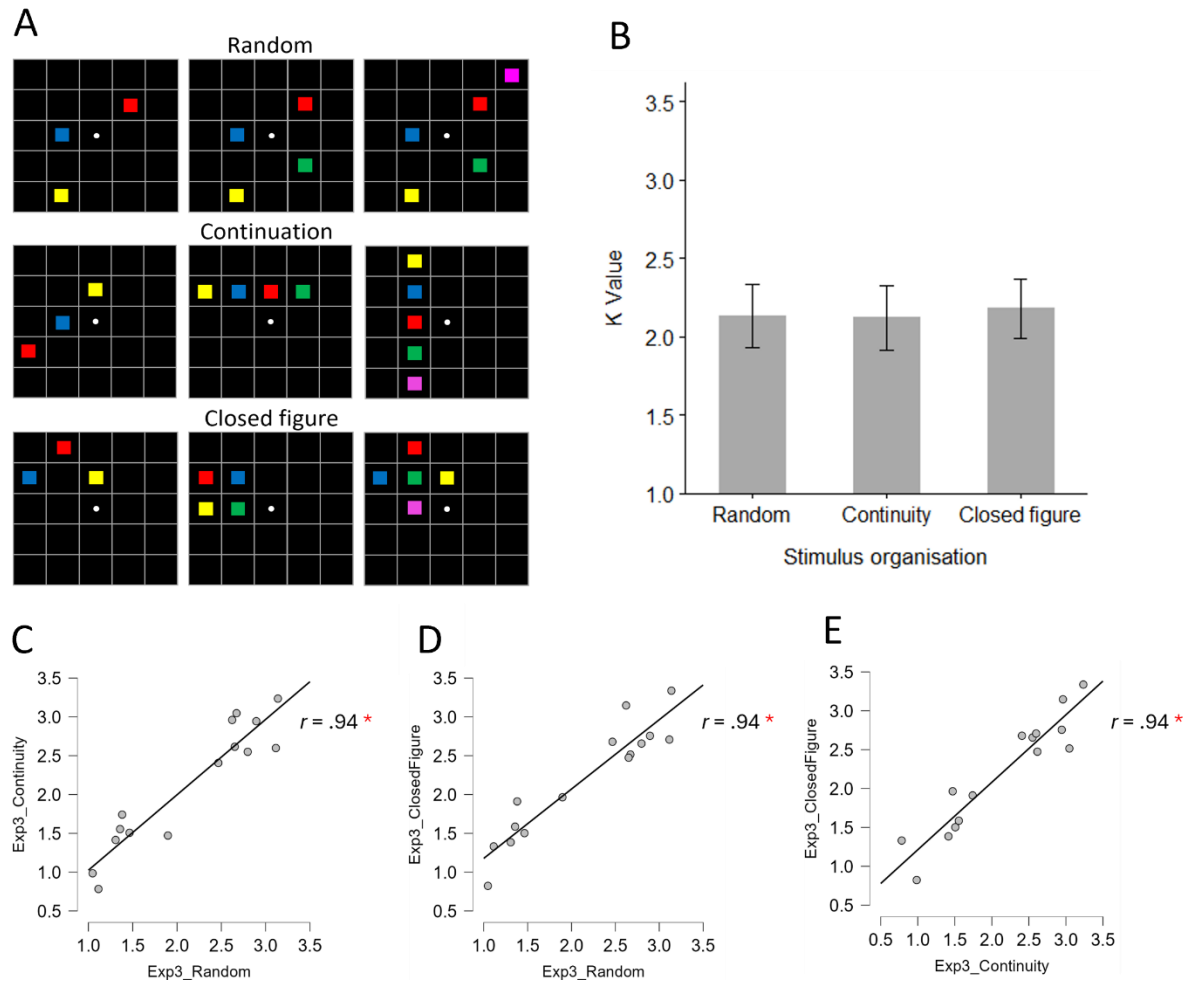 A
Random
Continuation
Closed figure
B
3.5
3.0
2.5
2.0
1.5
1.0
K Value
Random Continuity Closed figure
Stimulus organisation
C
3.5
3.0
2.5
2.0
1.5
1.0
0.5
Exp3_Continuity
r = .94 *
1.0 1.5 2.0 2.5 3.0 3.5
Exp3_Random
D
3.5
3.0
2.5
2.0
1.5
1.0
0.5
Exp3_ClosedFigure
r = .94 *
1.0 1.5 2.0 2.5 3.0 3.5
Exp3_Random
E
3.5
3.0
2.5
2.0
1.5
1.0
0.5
Exp3_ClosedFigure
r = .94 *
0.5 1.0 1.5 2.0 2.5 3.0 3.5
Exp3_Continuity